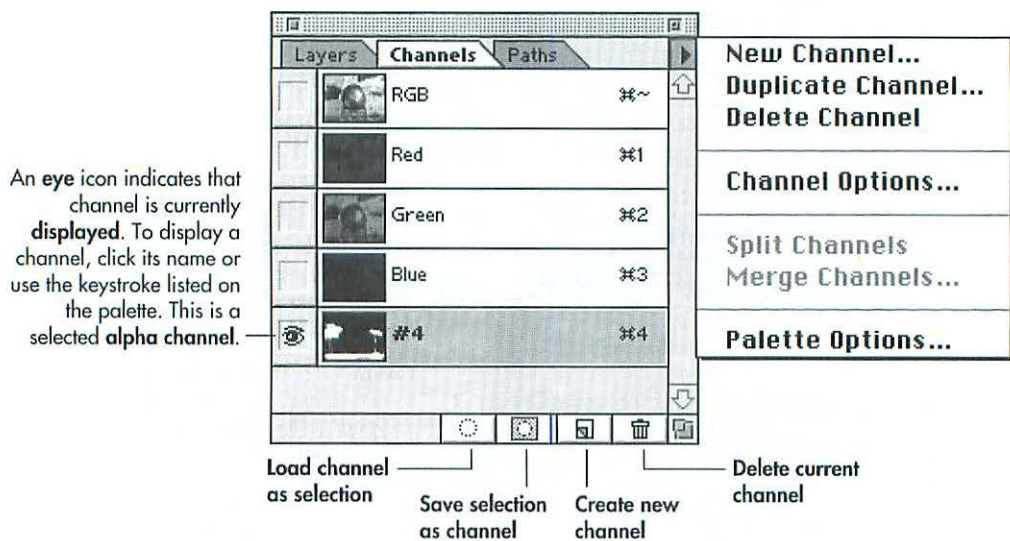 Layers Channels Paths
RGB ⌘~
Red ⌘1
Green ⌘2
Blue ⌘3
#4 ⌘4
New Channel...
Duplicate Channel...
Delete Channel
Channel Options...
Split Channels
Merge Channels...
Palette Options...
An eye icon indicates that
channel is currently
displayed. To display a
channel, click its name or
use the keystroke listed on
the palette. This is a
selected alpha channel.
Load channel
as selection
Save selection
as channel
Create new
channel
Delete current
channel